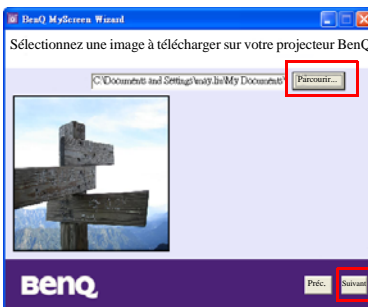 BenQ MyScreen Wizard
Sélectionnez une image à télécharger sur votre projecteur BenQ
C:\Documents and Settings\may.lin\My Documents\
Parcourir...
BenQ
Préc.
Suivant